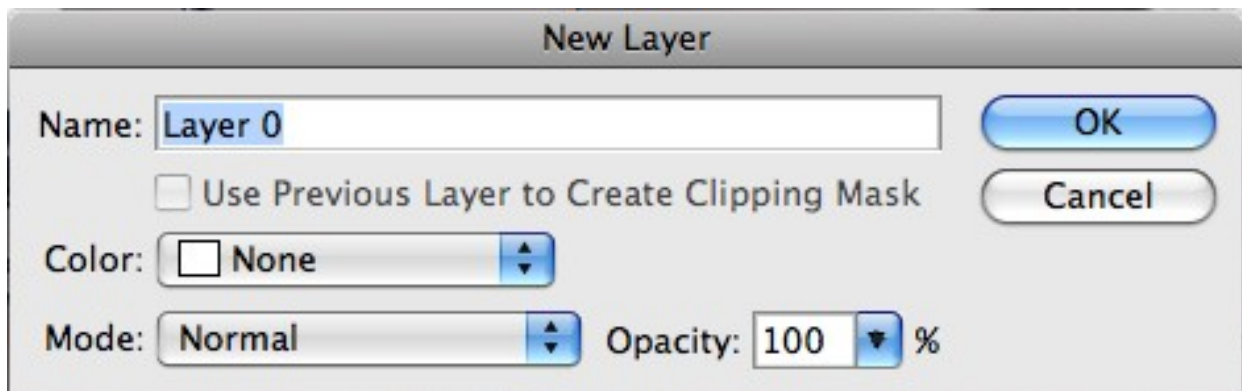 New Layer
Name: Layer 0 OK
Use Previous Layer to Create Clipping Mask Cancel
Color: None
Mode: Normal Opacity: 100 %